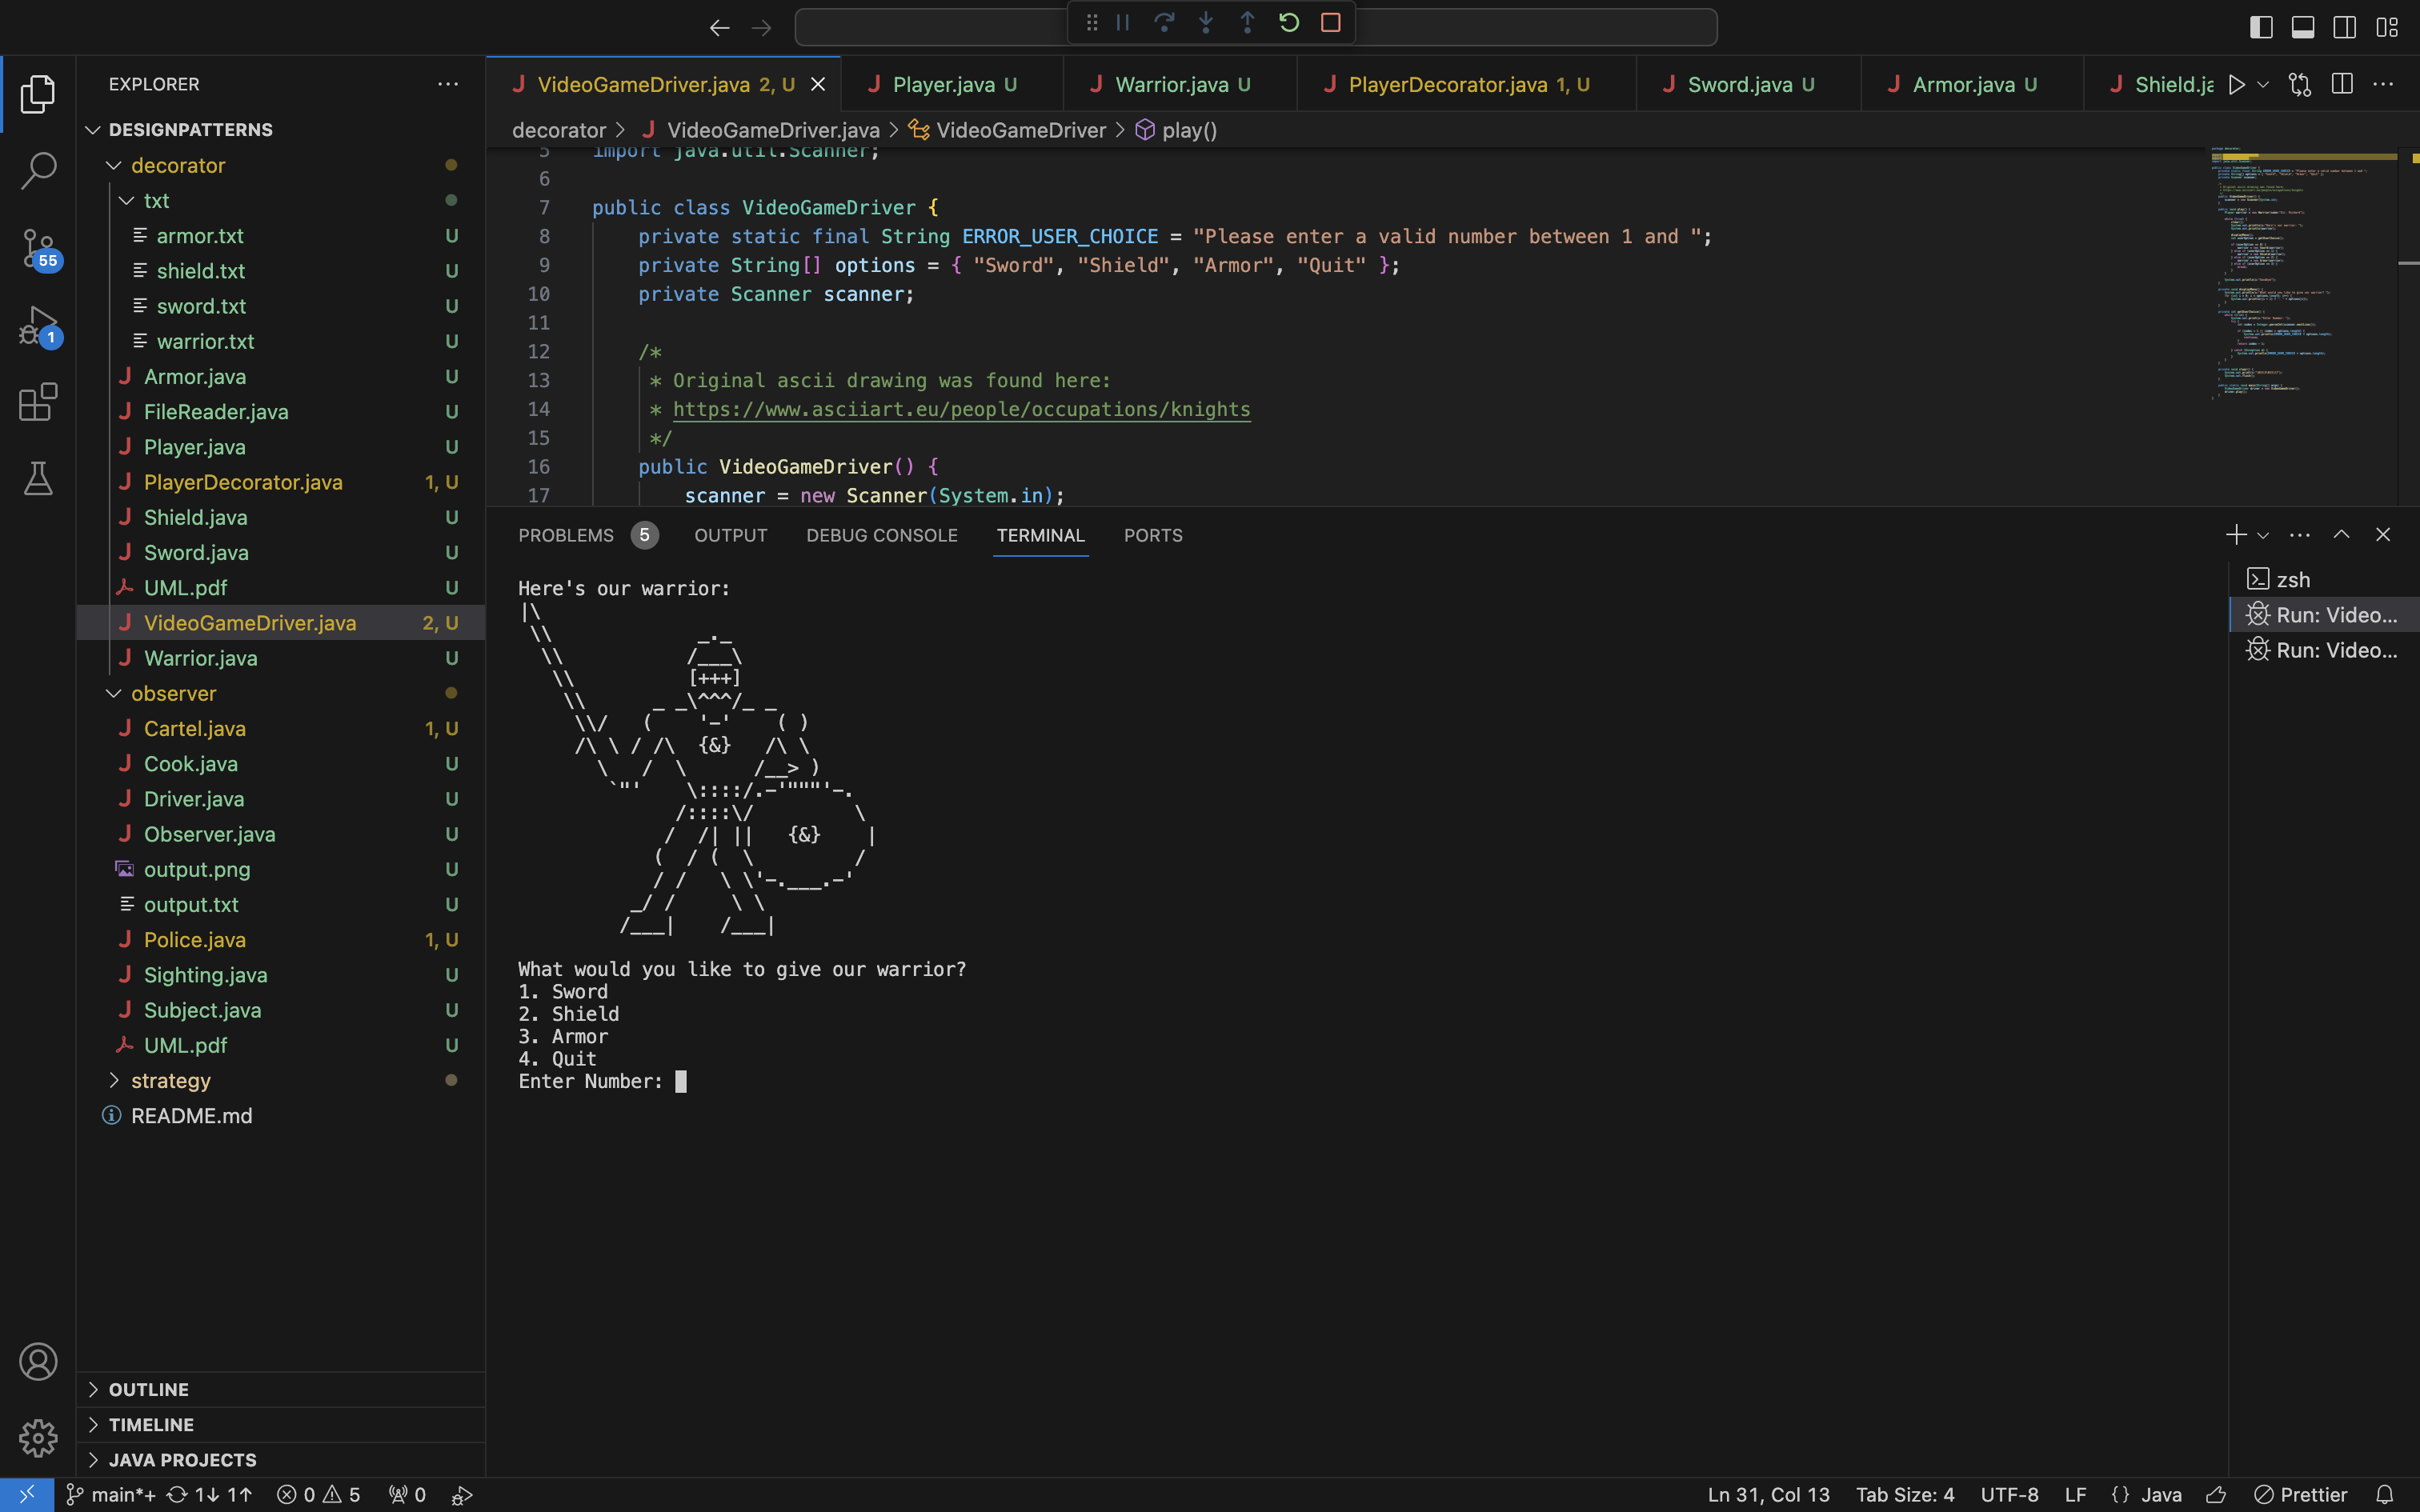 EXPLORER
DESIGNPATTERNS
decorator
txt
armor.txt U
shield.txt U
sword.txt U
warrior.txt U
Armor.java U
FileReader.java U
Player.java U
PlayerDecorator.java 1, U
Shield.java U
Sword.java U
UML.pdf U
VideoGameDriver.java 2, U
Warrior.java U
observer
Cartel.java 1, U
Cook.java U
Driver.java U
Observer.java U
output.png U
output.txt U
Police.java 1, U
Sighting.java U
Subject.java U
UML.pdf U
strategy
README.md
OUTLINE
TIMELINE
JAVA PROJECTS
55
1
VideoGameDriver.java 2, U Player.java U Warrior.java U PlayerDecorator.java 1, U Sword.java U Armor.java U Shield.ja
decorator > VideoGameDriver.java > VideoGameDriver > play()
5 import java.util.Scanner;
6
7 public class VideoGameDriver {
8 private static final String ERROR_USER_CHOICE = "Please enter a valid number between 1 and ";
9 private String[] options = { "Sword", "Shield", "Armor", "Quit" };
10 private Scanner scanner;
11
12 /*
13 * Original ascii drawing was found here:
14 * https://www.asciiart.eu/people/occupations/knights
15 */
16 public VideoGameDriver() {
17 scanner = new Scanner(System.in);
PROBLEMS 5 OUTPUT DEBUG CONSOLE TERMINAL PORTS
Here's our warrior:
What would you like to give our warrior?
1. Sword
2. Shield
3. Armor
4. Quit
Enter Number:
zsh
Run: Video...
Run: Video...
main*+ 1↓ 1↑ 0 5 0 Ln 31, Col 13 Tab Size: 4 UTF-8 LF {} Java Prettier